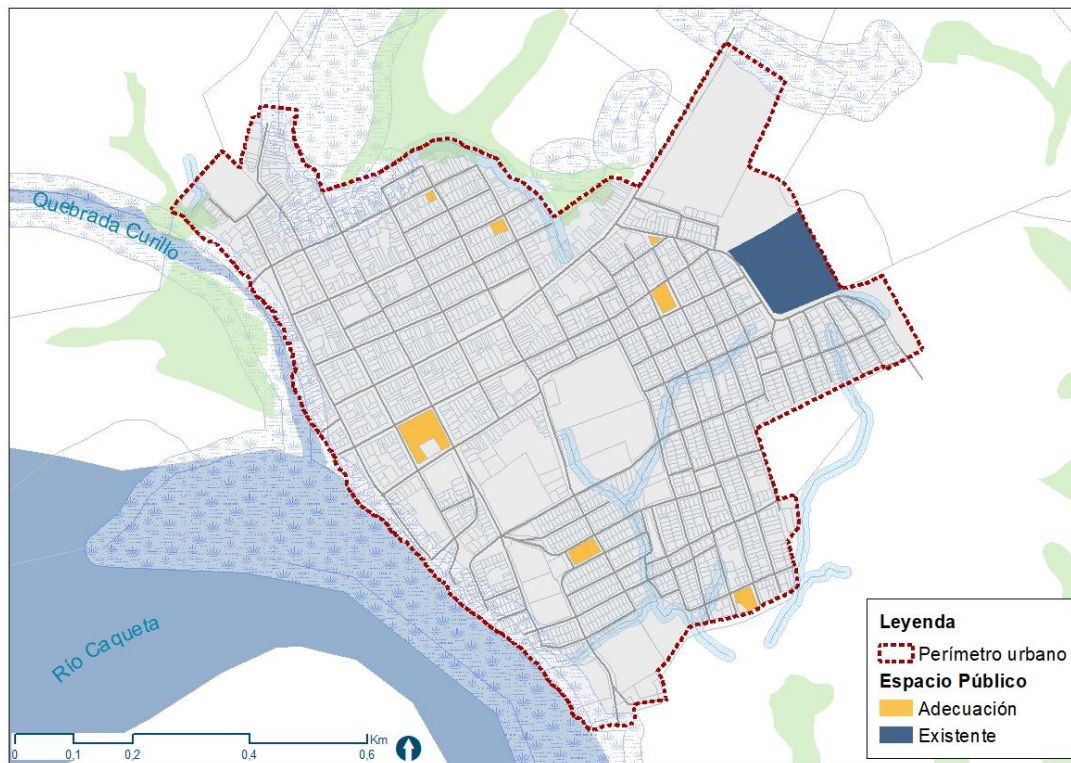 Quebrada Curillo
Río Caqueta
Leyenda
Perímetro urbano
Espacio Público
Adecuación
Existente
Km
0 0,1 0,2 0,4 0,6